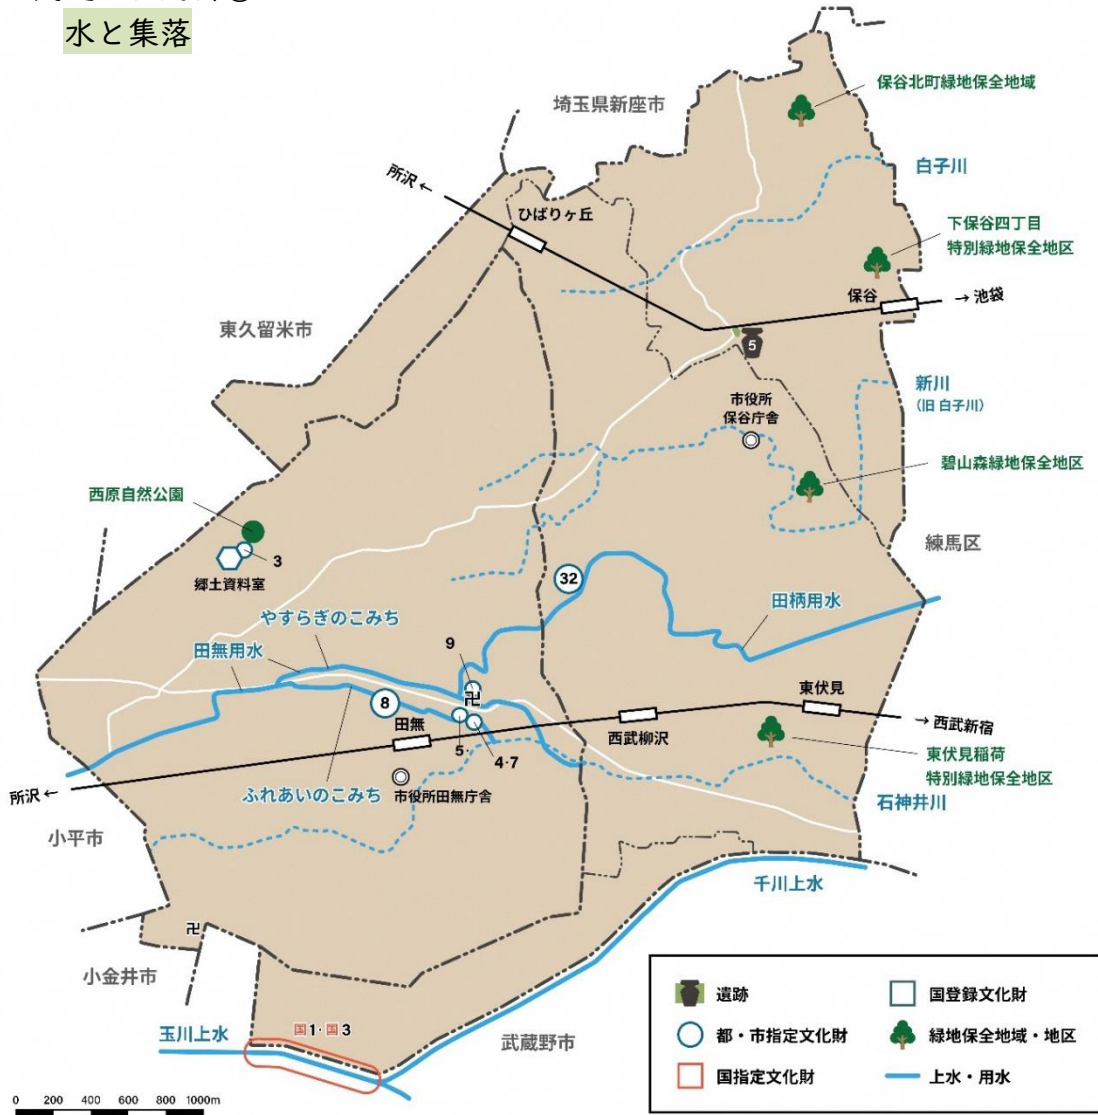 水と集落
保谷北町緑地保全地域
埼玉県新座市
白子川
所沢 ←
ひばりヶ丘
下保谷四丁目
特別緑地保全地区
保谷
→ 池袋
東久留米市
5
新川
(旧 白子川)
市役所
保谷庁舎
碧山森緑地保全地区
西原自然公園
練馬区
3
郷土資料室
32
田柄用水
やすらぎのこみち
田無用水
9
卍
東伏見
8
田無
→ 西武新宿
西武柳沢
5·
4·7
東伏見稲荷
特別緑地保全地区
所沢 ←
ふれあいのこみち
市役所田無庁舎
石神井川
小平市
千川上水
卍
小金井市
玉川上水
国1·国3
武蔵野市
遺跡
国登録文化財
都・市指定文化財
緑地保全地域・地区
国指定文化財
上水・用水
0 200 400 600 800 1000m